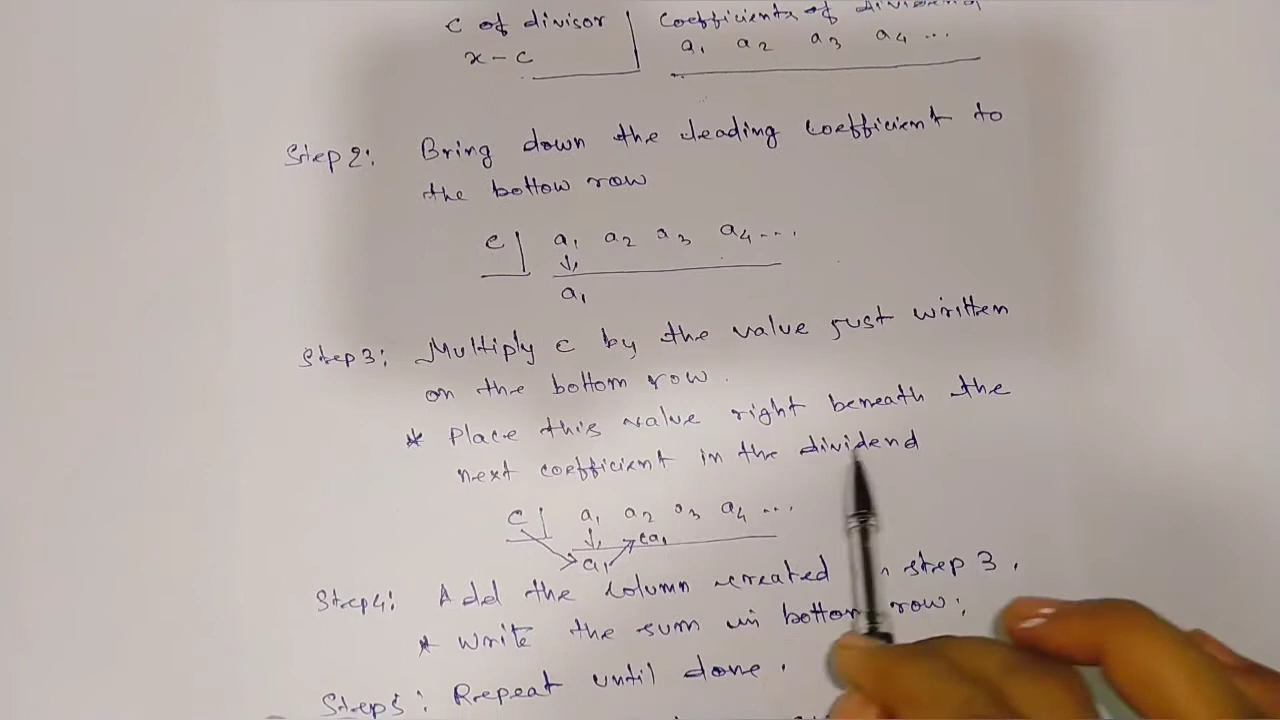 c of divisor | Coefficients of dividend
x - c a₁ a₂ a₃ a₄ ...
Step 2: Bring down the leading coefficient to
the bottow row
c | a₁ a₂ a₃ a₄ ...
↓
a₁
Step 3: Multiply c by the value just written
on the bottom row.
* Place this value right beneath the
next coefficient in the dividend
c | a₁ a₂ a₃ a₄ ...
↓ ca₁
a₁
Step 4: Add the column created step 3.
* Write the sum in bottom row;
Step 5: Repeat until done.